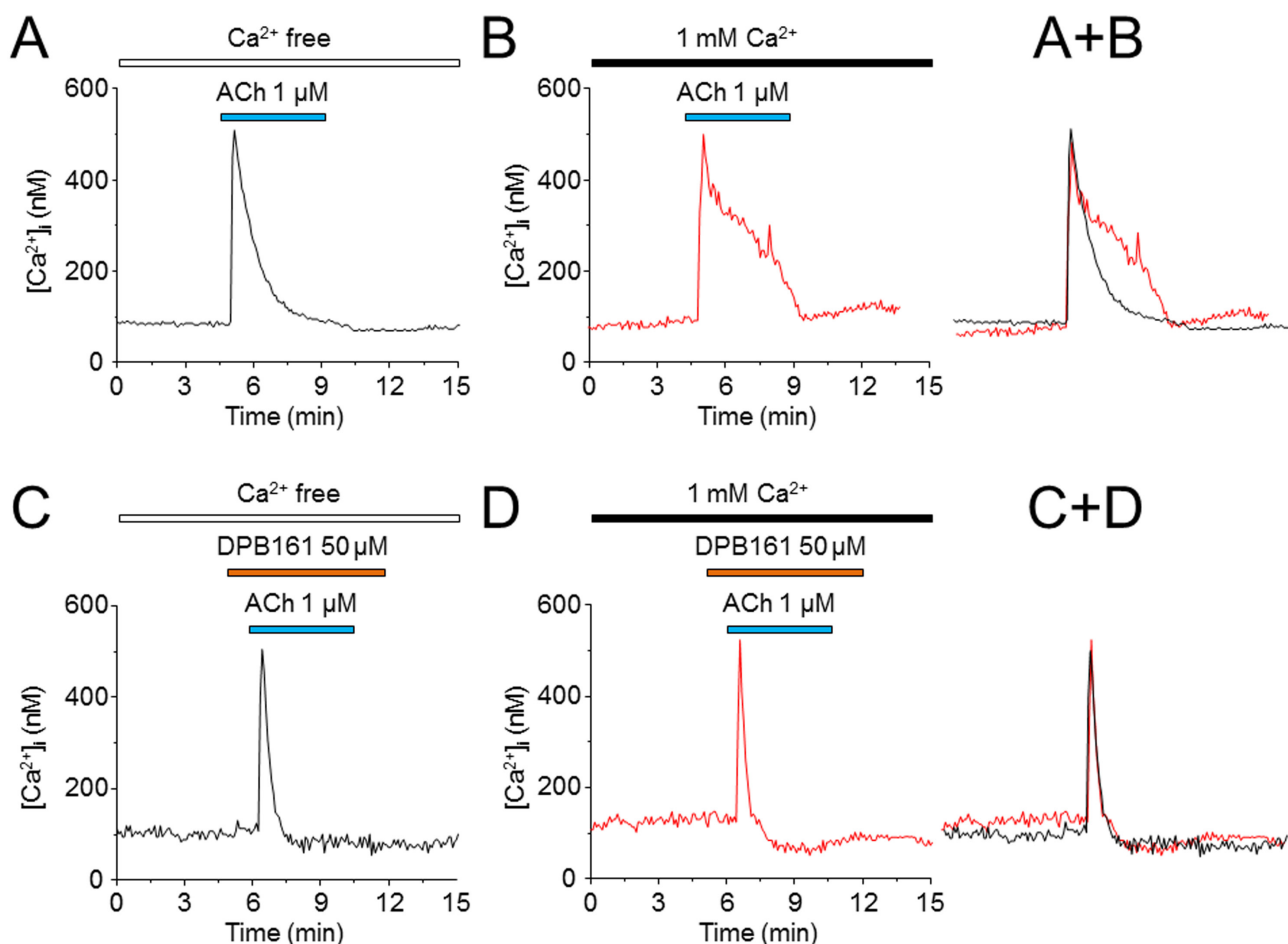 A
Ca²⁺ free
ACh 1 µM
600
400
200
0
[Ca²⁺]ᵢ (nM)
0 3 6 9 12 15
Time (min)
B
1 mM Ca²⁺
ACh 1 µM
600
400
200
0
[Ca²⁺]ᵢ (nM)
0 3 6 9 12 15
Time (min)
A+B
C
Ca²⁺ free
DPB161 50 µM
ACh 1 µM
600
400
200
0
[Ca²⁺]ᵢ (nM)
0 3 6 9 12 15
Time (min)
D
1 mM Ca²⁺
DPB161 50 µM
ACh 1 µM
600
400
200
0
[Ca²⁺]ᵢ (nM)
0 3 6 9 12 15
Time (min)
C+D